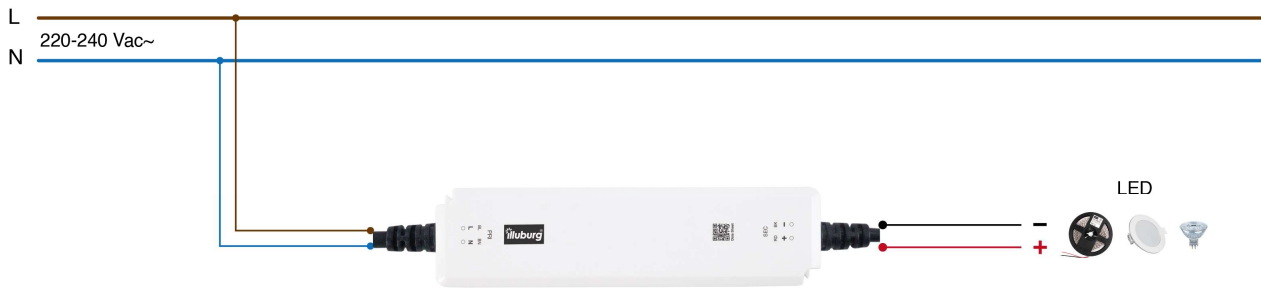 L
220-240 Vac~
N
LED
PRI
L
N
illuburg
SEC
-
+
-
+